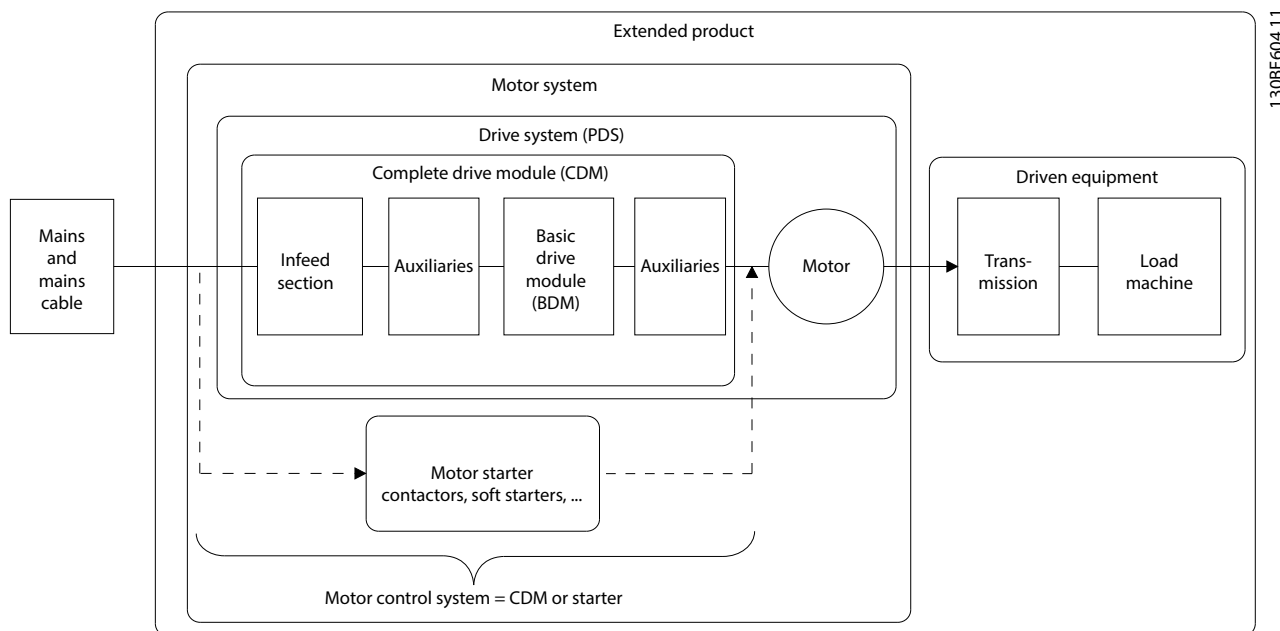 Extended product
130BF604.11
Motor system
Drive system (PDS)
Complete drive module (CDM)
Driven equipment
Mains
and
mains
cable
Infeed
section
Auxiliaries
Basic
drive
module
(BDM)
Auxiliaries
Motor
Trans-
mission
Load
machine
Motor starter
contactors, soft starters, ...
Motor control system = CDM or starter